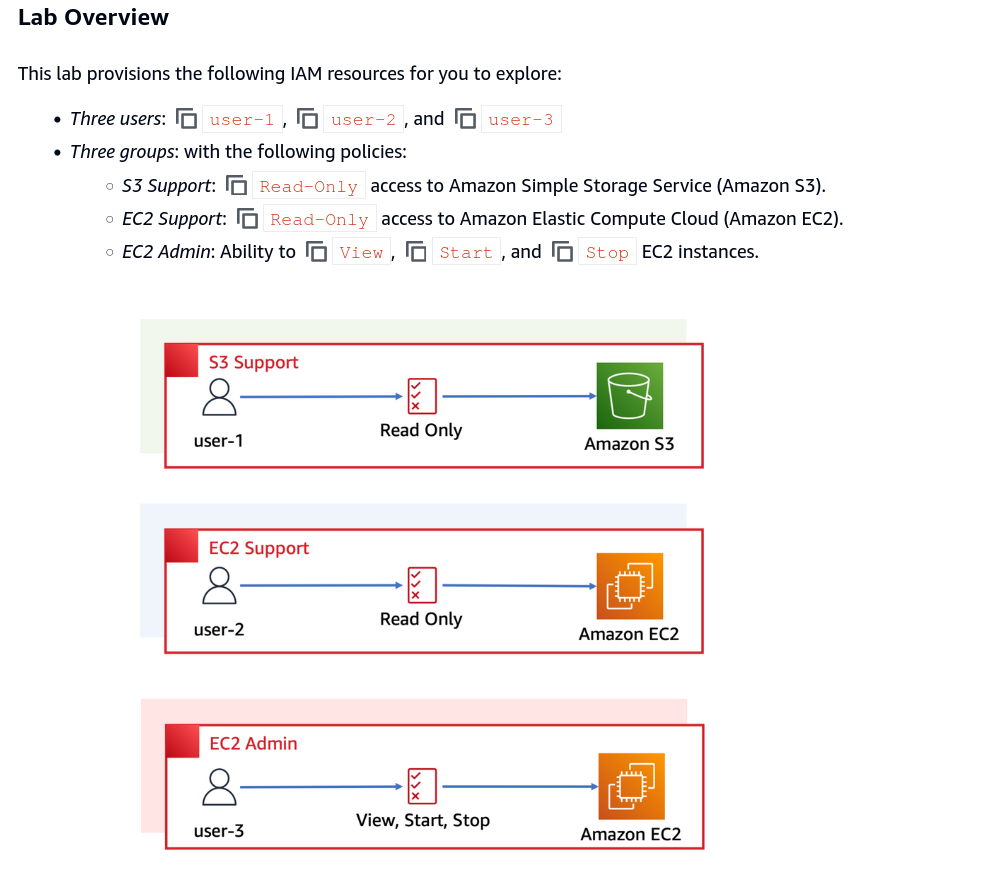 Lab Overview
This lab provisions the following IAM resources for you to explore:
• Three users: user-1 , user-2 , and user-3
• Three groups: with the following policies:
○ S3 Support: Read-Only access to Amazon Simple Storage Service (Amazon S3).
○ EC2 Support: Read-Only access to Amazon Elastic Compute Cloud (Amazon EC2).
○ EC2 Admin: Ability to View , Start , and Stop EC2 instances.
S3 Support
user-1
Read Only
Amazon S3
EC2 Support
user-2
Read Only
Amazon EC2
EC2 Admin
user-3
View, Start, Stop
Amazon EC2